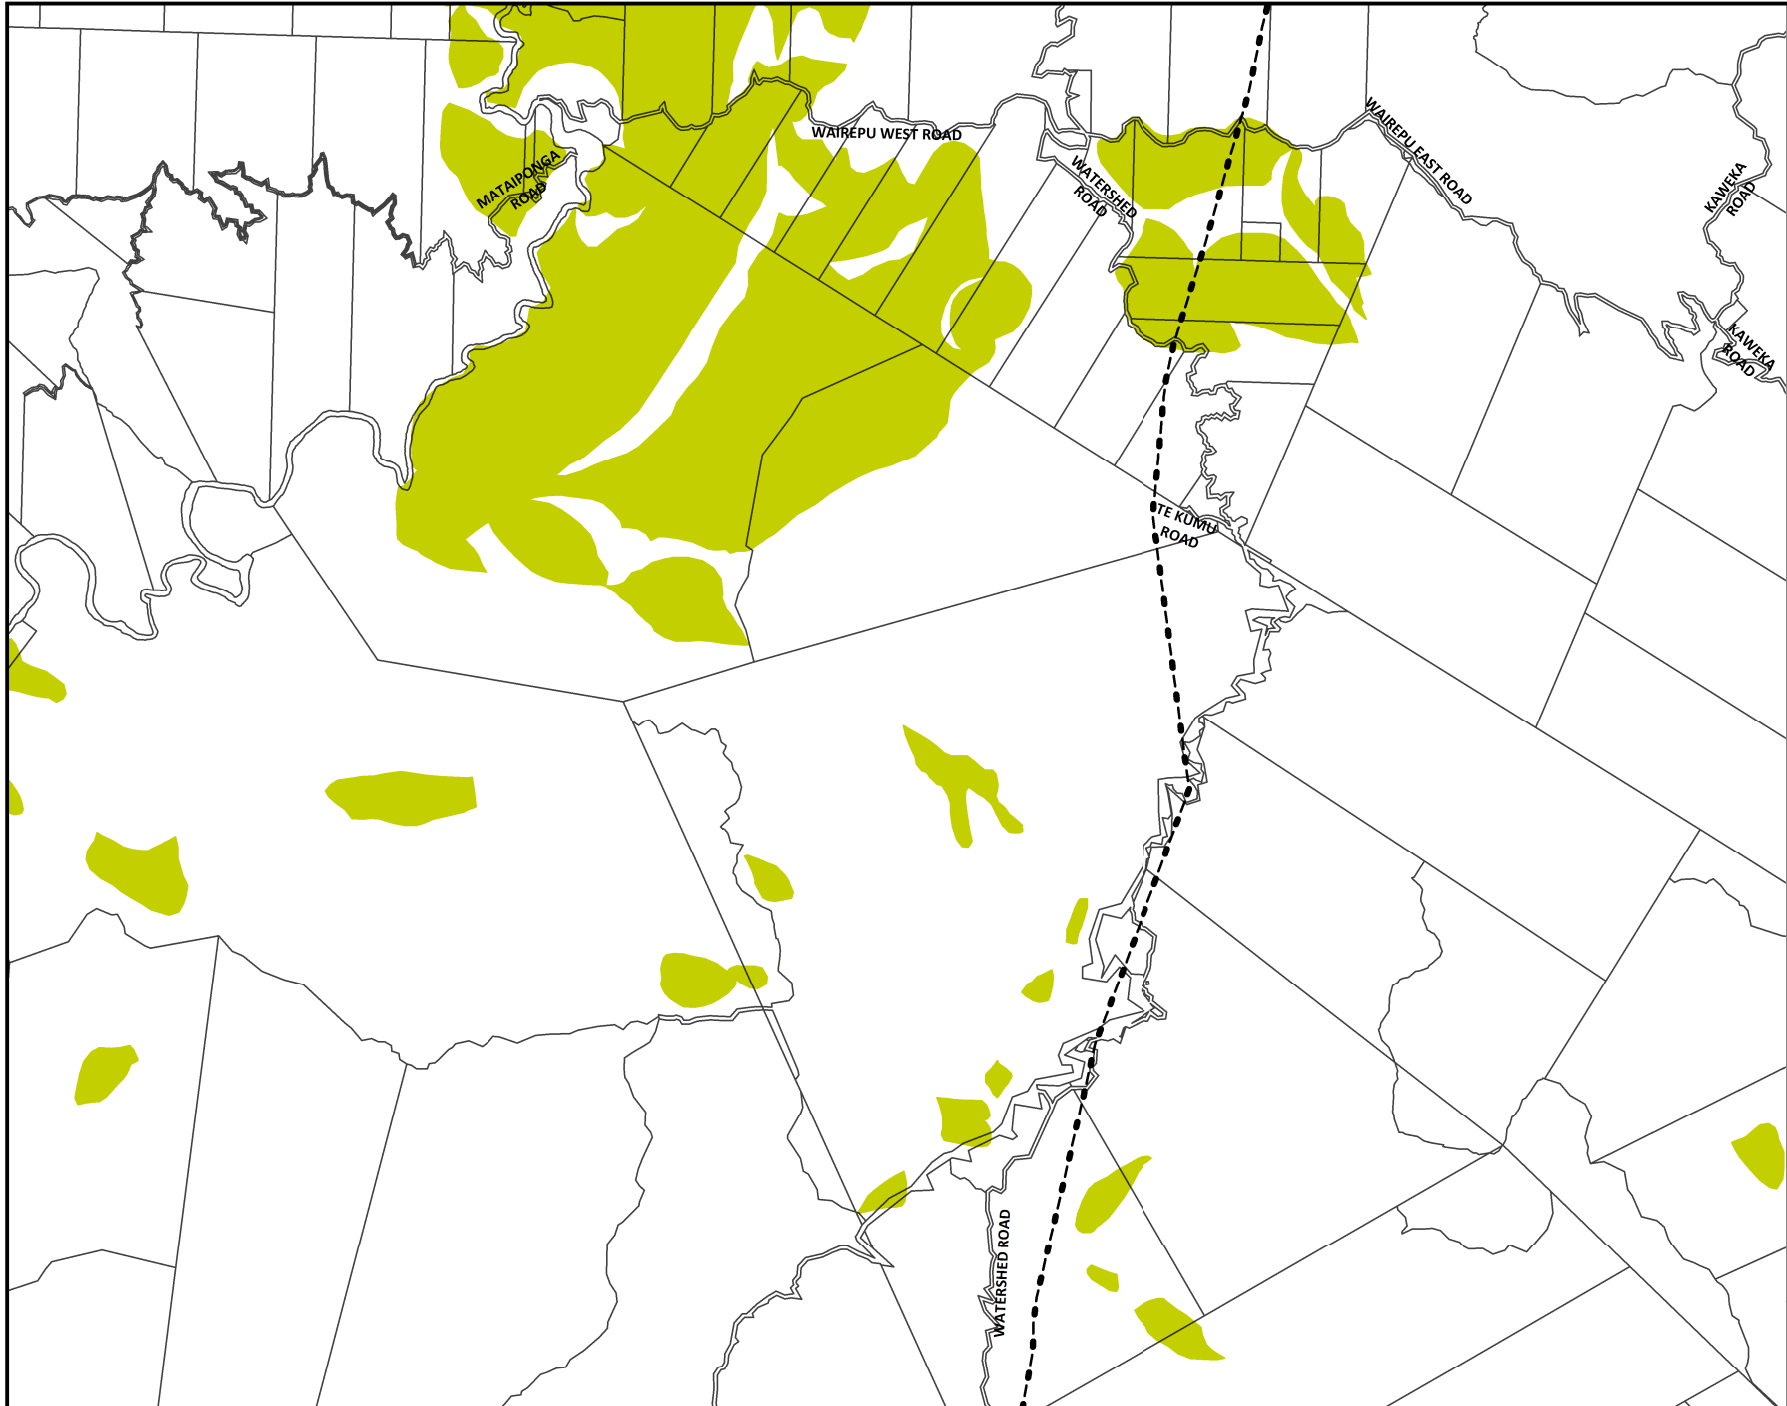 WAIREPU WEST ROAD
WAIREPU EAST ROAD
MATAIPONGA
ROAD
WATERSHED
ROAD
KAWEKA
ROAD
KAWEKA
ROAD
TE KUMU
ROAD
WATERSHED ROAD